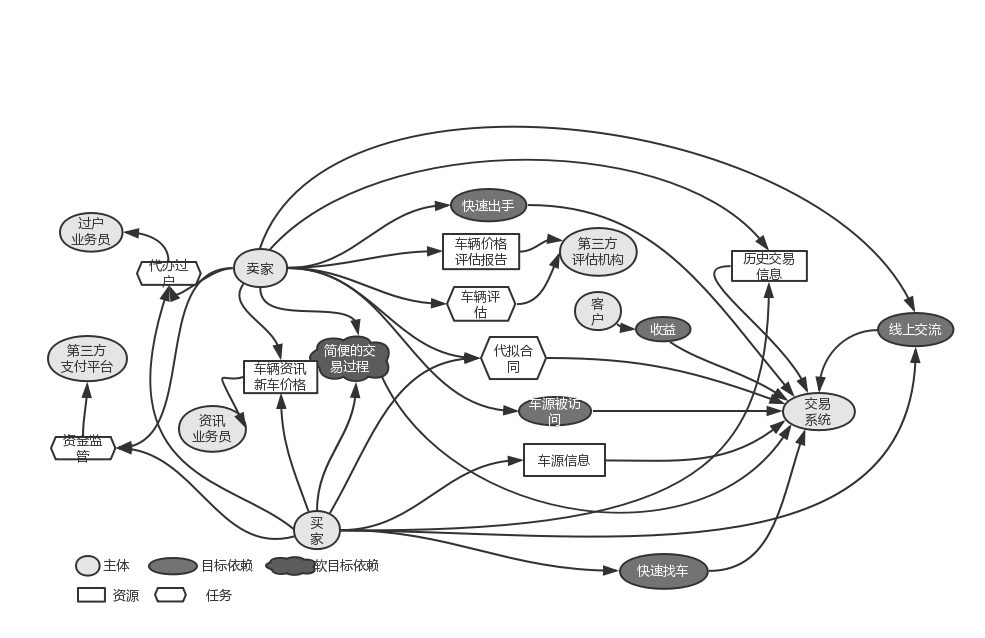 快速出手
过户
业务员
车辆价格
评估报告
第三方
评估机构
历史交易
信息
代办过
户
卖家
车辆评
估
客
户
收益
线上交流
第三方
支付平台
简便的交
易过程
代拟合
同
车辆资讯
新车价格
车源被访
问
交易
系统
资讯
业务员
资金监
管
车源信息
买
家
快速找车
主体
目标依赖
软目标依赖
资源
任务